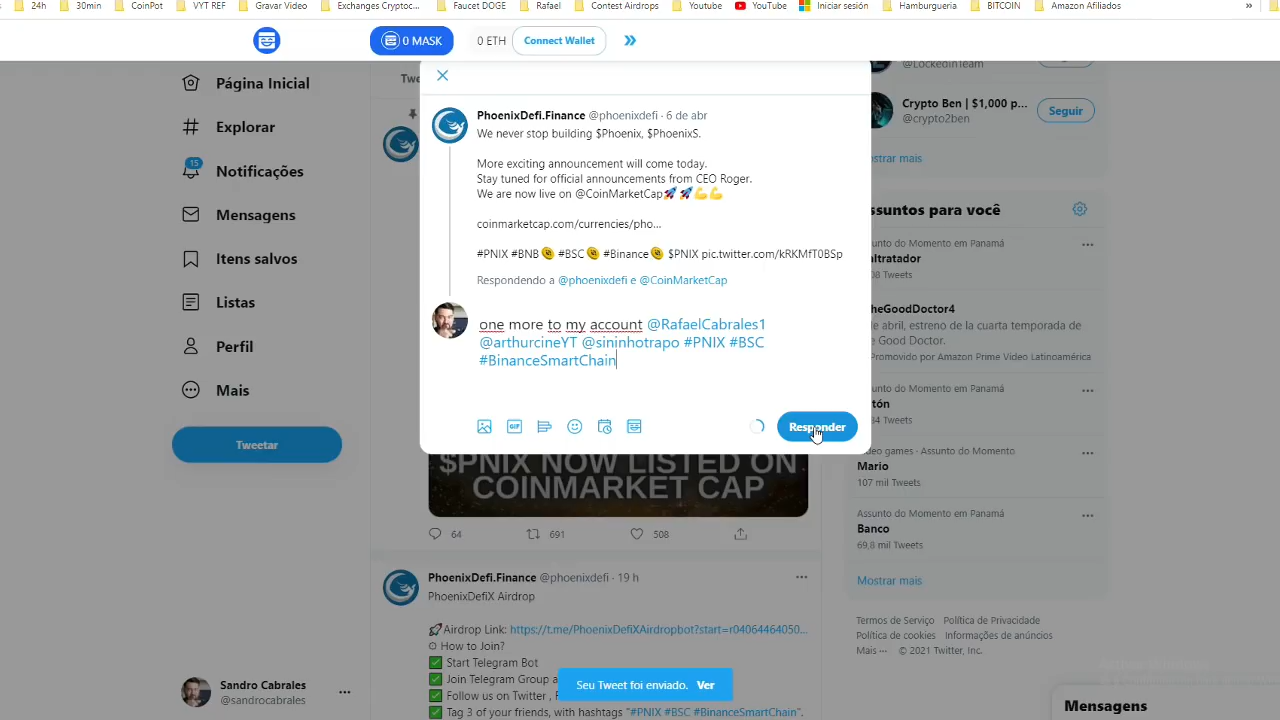 24h
30min
CoinPot
VYT REF
Gravar Video
Exchanges Cryptoc...
Faucet DOGE
Rafael
Contest Airdrops
Youtube
YouTube
Iniciar sesión
Hamburgueria
BITCOIN
Amazon Afiliados
»
0 MASK
0 ETH
Connect Wallet
Página Inicial
Explorar
15
Notificações
Mensagens
Itens salvos
Listas
Perfil
Mais
Tweetar
Sandro Cabrales
@sandrocabrales
Twe
PhoenixDefi.Finance @phoenixdefi · 6 de abr
We never stop building $Phoenix, $PhoenixS.
More exciting announcement will come today.
Stay tuned for official announcements from CEO Roger.
We are now live on @CoinMarketCap🚀🚀💪💪
coinmarketcap.com/currencies/pho...
#PNIX #BNB #BSC #Binance $PNIX pic.twitter.com/kRKMfT0BSp
Respondendo a @phoenixdefi e @CoinMarketCap
one more to my account @RafaelCabrales1
@arthurcineYT @sininhotrapo #PNIX #BSC
#BinanceSmartChain
GIF
Responder
$PNIX NOW LISTED ON
COINMARKET CAP
64
691
508
PhoenixDefi.Finance @phoenixdefi · 19 h
PhoenixDefiX Airdrop
🚀Airdrop Link: https://t.me/PhoenixDefiXAirdropbot?start=r04064464050...
How to Join?
✅ Start Telegram Bot
✅ Join Telegram Group a
✅ Follow us on Twitter, F
✅ Tag 3 of your friends, with hashtags "#PNIX #BSC #BinanceSmartChain",
Seu Tweet foi enviado. Ver
@LockedInTeam
Crypto Ben | $1,000 p...
@crypto2ben
Seguir
ostrar mais
ssuntos para você
unto do Momento em Panamá
altratador
08 Tweets
heGoodDoctor4
de abril, estreno de la cuarta temporada de
e Good Doctor.
Promovido por Amazon Prime Video Latinoamérica
unto do Momento em Panamá
tón
34 Tweets
deo games · Assunto do Momento
Mario
107 mil Tweets
Assunto do Momento em Panamá
Banco
69,8 mil Tweets
Mostrar mais
Termos de Serviço Política de Privacidade
Política de cookies Informações de anúncios
Mais ··· © 2021 Twitter, Inc.
Mensagens